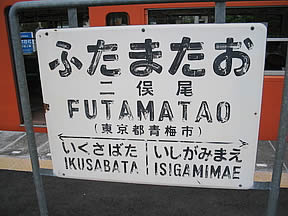 ふたまたお
二俣尾
FUTAMATAO
(東京都青梅市)
いくさばた いしがみまえ
IKUSABATA ISIGAMIMAE